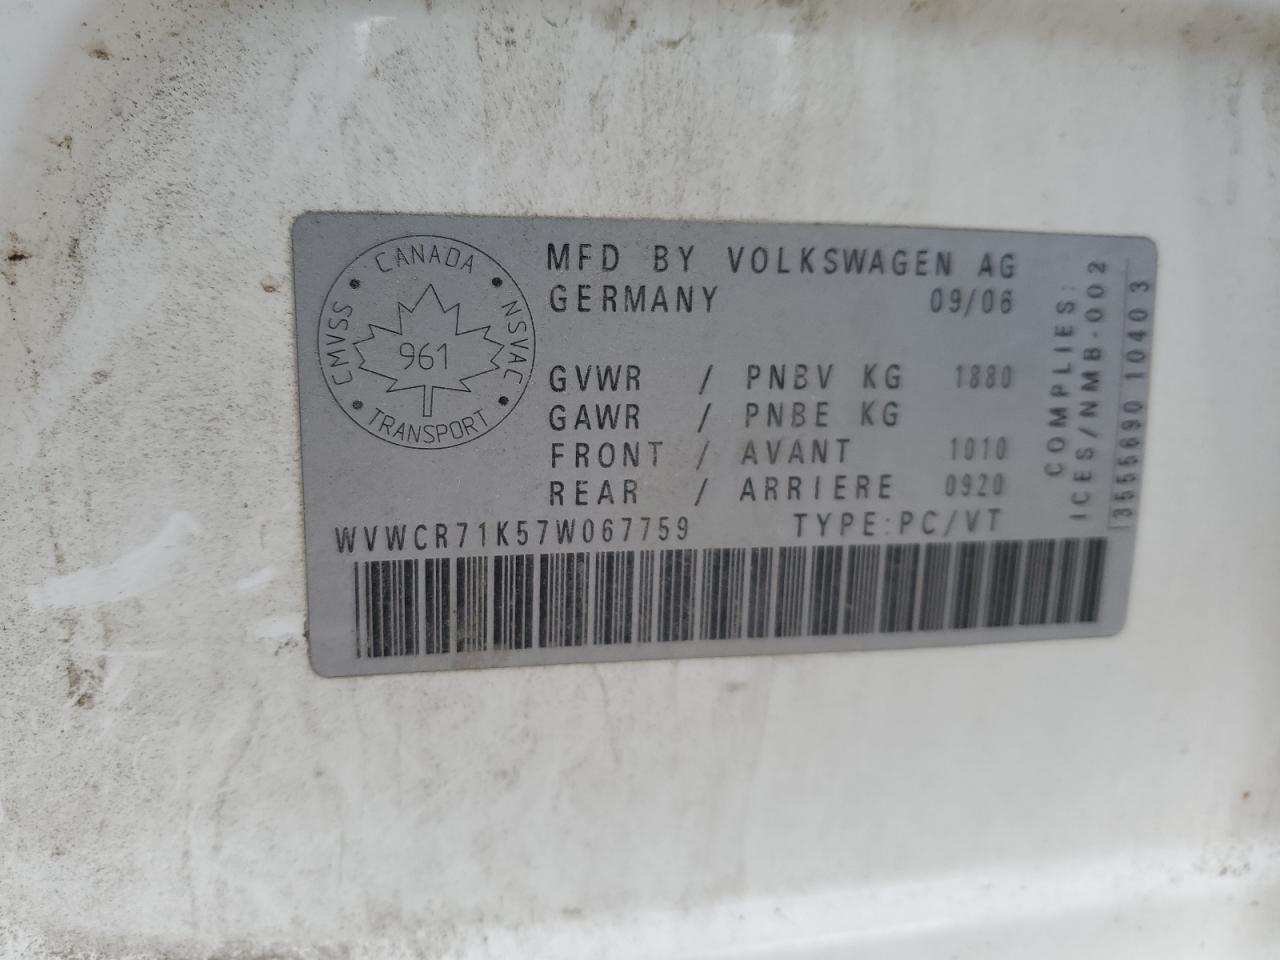 CANADA
CMVSS
NSVAC
961
TRANSPORT
MFD BY VOLKSWAGEN AG
GERMANY 09/06
GVWR / PNBV KG 1880
GAWR / PNBE KG
FRONT / AVANT 1010
REAR / ARRIERE 0920
WVWCR71K57W067759 TYPE:PC/VT
COMPLIES:
ICES/NMB-002
3555690 10403